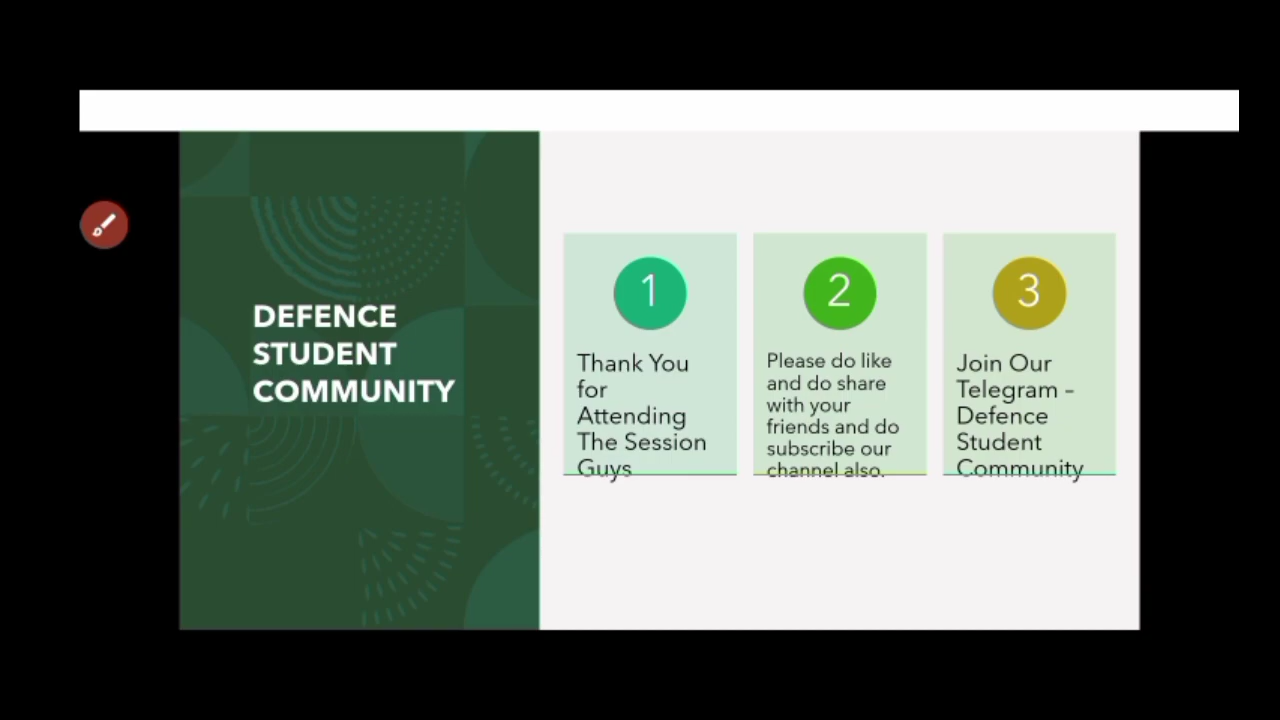 DEFENCE
STUDENT
COMMUNITY
1
Thank You
for
Attending
The Session
Guys
2
Please do like
and do share
with your
friends and do
subscribe our
channel also.
3
Join Our
Telegram –
Defence
Student
Community